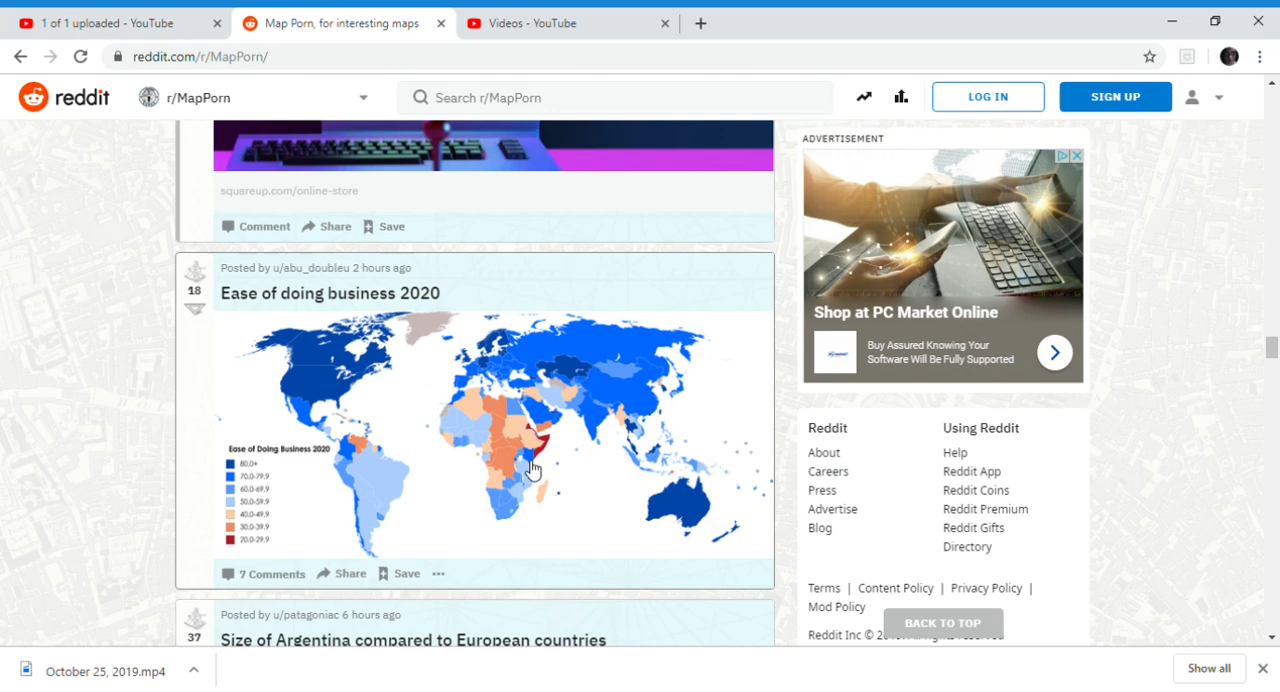 1 of 1 uploaded - YouTube
Map Porn, for interesting maps
Videos - YouTube
reddit.com/r/MapPorn/
reddit
r/MapPorn
Search r/MapPorn
LOG IN
SIGN UP
squareup.com/online-store
Comment Share Save
18
Posted by u/abu_doubleu 2 hours ago
Ease of doing business 2020
Ease of Doing Business 2020
80.0+
70.0-79.9
60.0-69.9
50.0-59.9
40.0-49.9
30.0-39.9
20.0-29.9
7 Comments Share Save
37
Posted by u/patagoniac 6 hours ago
Size of Argentina compared to European countries
ADVERTISEMENT
Shop at PC Market Online
Buy Assured Knowing Your
Software Will Be Fully Supported
Reddit
About
Careers
Press
Advertise
Blog
Using Reddit
Help
Reddit App
Reddit Coins
Reddit Premium
Reddit Gifts
Directory
Terms | Content Policy | Privacy Policy |
Mod Policy
BACK TO TOP
Reddit Inc ©
October 25, 2019.mp4
Show all